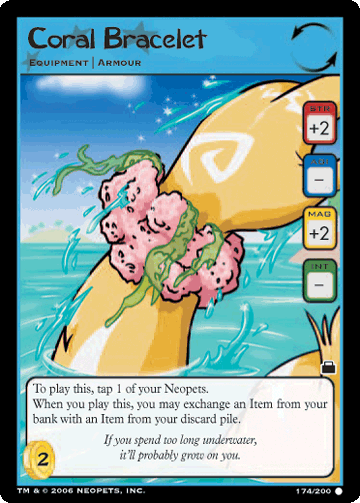 Coral Bracelet
Equipment | Armour
STR
+2
–
MAG
+2
INT
–
To play this, tap 1 of your Neopets.
When you play this, you may exchange an Item from your
bank with an Item from your discard pile.
If you spend too long underwater,
it'll probably grow on you.
2
TM & © 2006 NEOPETS, INC.
174/200